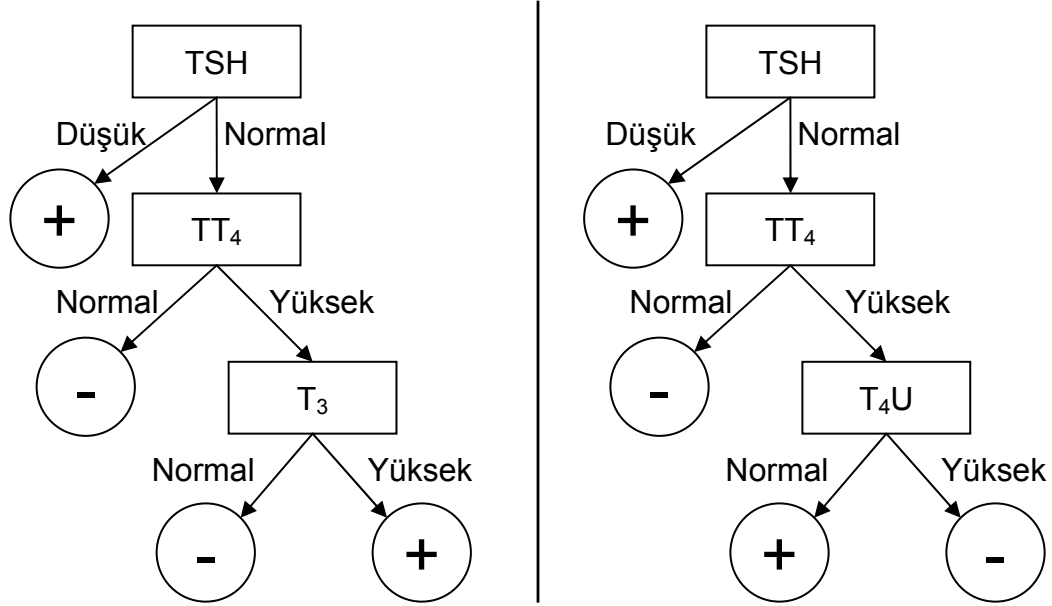 TSH
Düşük
Normal
+
TT₄
Normal
Yüksek
-
T₃
Normal
Yüksek
-
+
TSH
Düşük
Normal
+
TT₄
Normal
Yüksek
-
T₄U
Normal
Yüksek
+
-